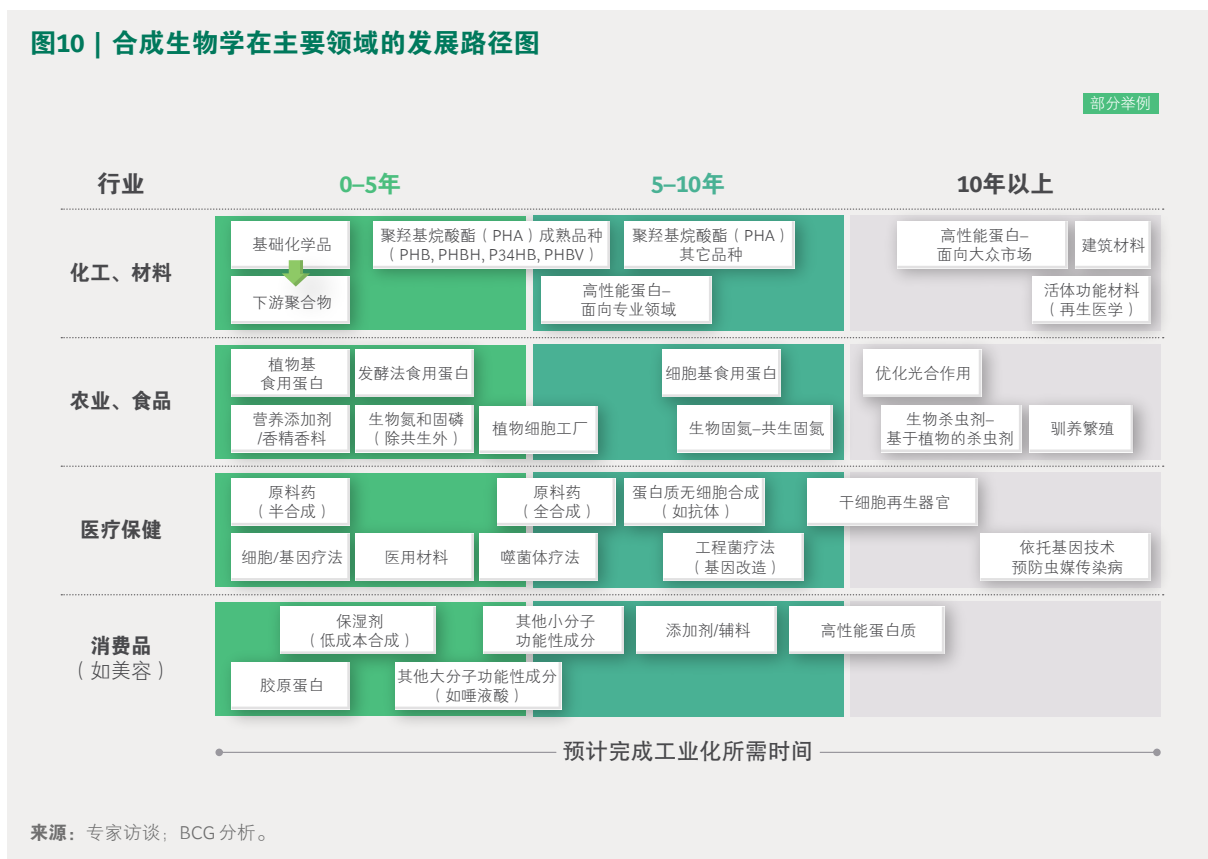 图10 | 合成生物学在主要领域的发展路径图
部分举例
行业
0–5年
5–10年
10年以上
化工、材料
基础化学品
下游聚合物
聚羟基烷酸酯（PHA）成熟品种
（PHB, PHBH, P34HB, PHBV）
聚羟基烷酸酯（PHA）
其它品种
高性能蛋白–
面向专业领域
高性能蛋白–
面向大众市场
建筑材料
活体功能材料
（再生医学）
农业、食品
植物基
食用蛋白
发酵法食用蛋白
营养添加剂
/香精香料
生物氮和固磷
（除共生外）
植物细胞工厂
细胞基食用蛋白
生物固氮–共生固氮
优化光合作用
生物杀虫剂–
基于植物的杀虫剂
驯养繁殖
医疗保健
原料药
（半合成）
原料药
（全合成）
蛋白质无细胞合成
（如抗体）
干细胞再生器官
细胞/基因疗法
医用材料
噬菌体疗法
工程菌疗法
（基因改造）
依托基因技术
预防虫媒传染病
消费品
（如美容）
保湿剂
（低成本合成）
其他小分子
功能性成分
添加剂/辅料
高性能蛋白质
胶原蛋白
其他大分子功能性成分
（如唾液酸）
预计完成工业化所需时间
来源：专家访谈；BCG 分析。